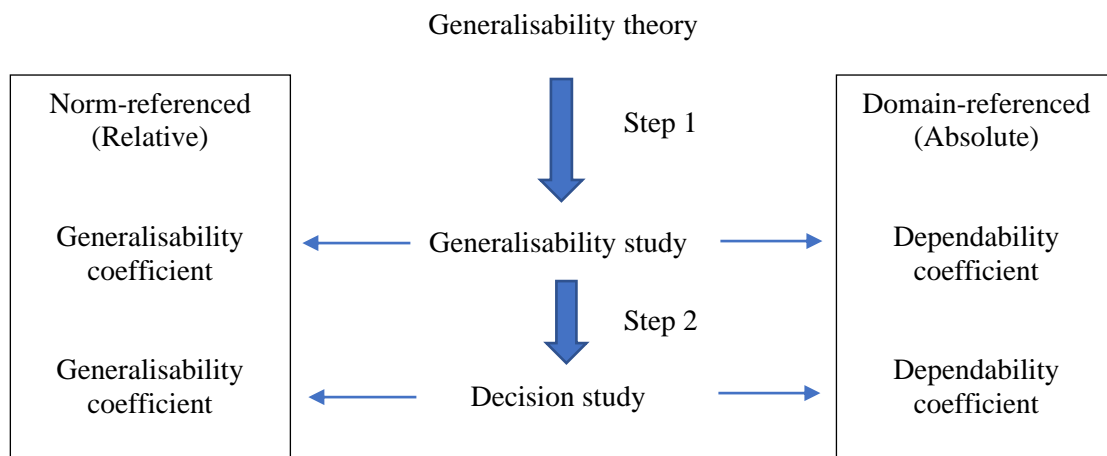 Generalisability theory
Norm-referenced
(Relative)
Step 1
Domain-referenced
(Absolute)
Generalisability
coefficient
Generalisability study
Dependability
coefficient
Step 2
Generalisability
coefficient
Decision study
Dependability
coefficient